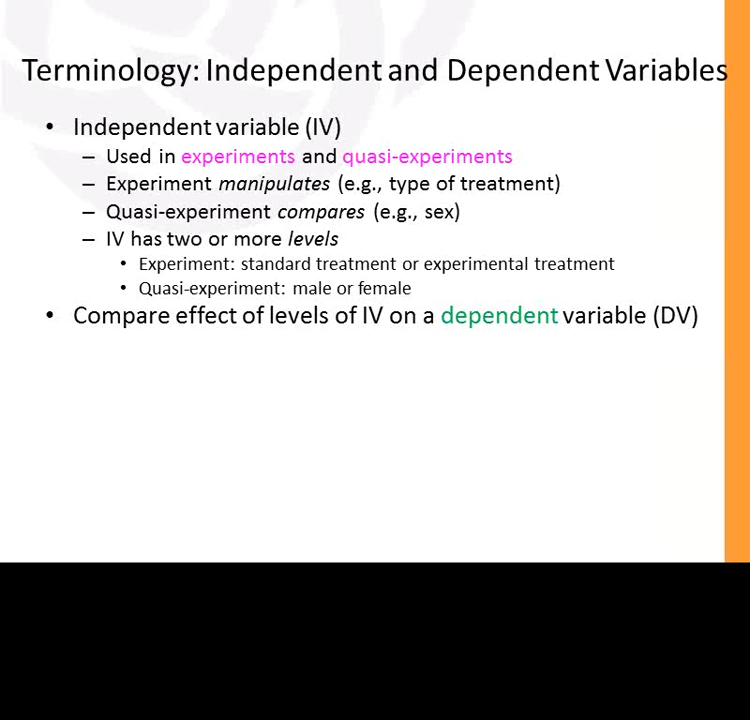 Terminology: Independent and Dependent Variables
• Independent variable (IV)
– Used in experiments and quasi-experiments
– Experiment manipulates (e.g., type of treatment)
– Quasi-experiment compares (e.g., sex)
– IV has two or more levels
• Experiment: standard treatment or experimental treatment
• Quasi-experiment: male or female
• Compare effect of levels of IV on a dependent variable (DV)